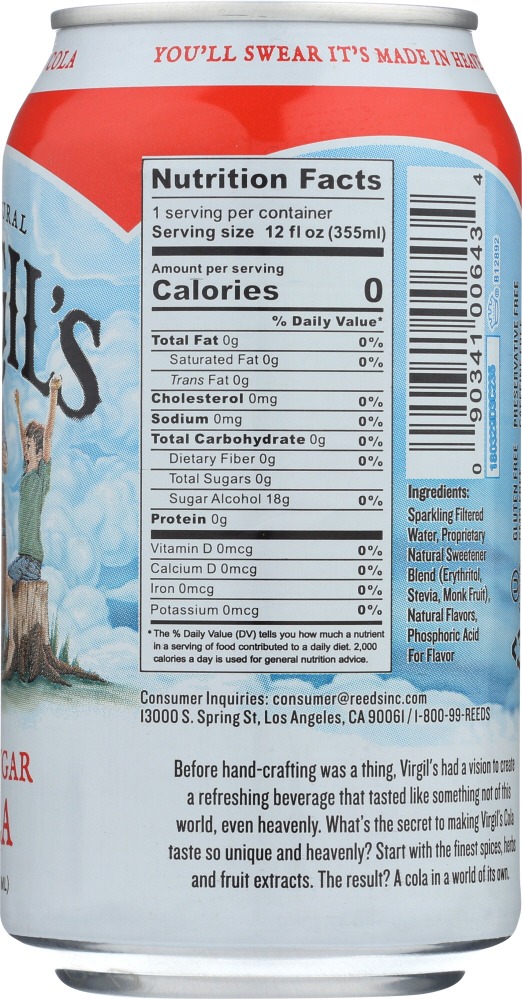 COLA
YOU'LL SWEAR IT'S MADE IN HEAV
Nutrition Facts
1 serving per container
Serving size 12 fl oz (355ml)
Amount per serving
Calories 0
% Daily Value*
Total Fat 0g 0%
Saturated Fat 0g 0%
Trans Fat 0g
Cholesterol 0mg 0%
Sodium 0mg 0%
Total Carbohydrate 0g 0%
Dietary Fiber 0g 0%
Total Sugars 0g
Sugar Alcohol 18g 0%
Protein 0g
Vitamin D 0mcg 0%
Calcium D 0mcg 0%
Iron 0mcg 0%
Potassium 0mcg 0%
* The % Daily Value (DV) tells you how much a nutrient
in a serving of food contributed to a daily diet. 2,000
calories a day is used for general nutrition advice.
0 90341 00643 4
B12892
GLUTEN FREE PRESERVATIVE FREE
Ingredients:
Sparkling Filtered
Water, Proprietary
Natural Sweetener
Blend (Erythritol,
Stevia, Monk Fruit),
Natural Flavors,
Phosphoric Acid
For Flavor
Consumer Inquiries: consumer@reedsinc.com
13000 S. Spring St, Los Angeles, CA 90061 / 1-800-99-REEDS
URAL
GIL'S
GAR
A
ML)
Before hand-crafting was a thing, Virgil's had a vision to create
a refreshing beverage that tasted like something not of this
world, even heavenly. What's the secret to making Virgil's Cola
taste so unique and heavenly? Start with the finest spices, herbs
and fruit extracts. The result? A cola in a world of its own.